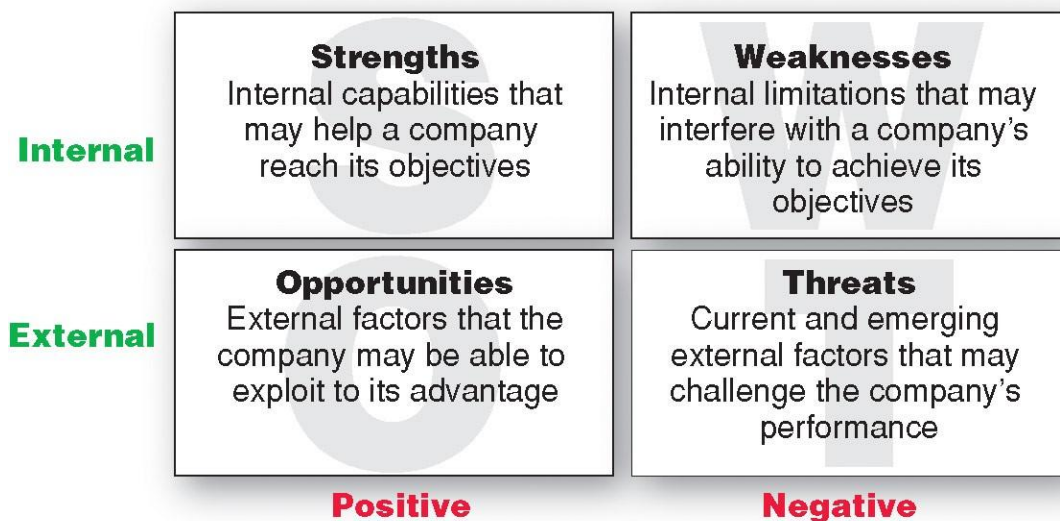 Strengths
Internal capabilities that
may help a company
reach its objectives
Weaknesses
Internal limitations that may
interfere with a company's
ability to achieve its
objectives
Internal
Opportunities
External factors that the
company may be able to
exploit to its advantage
Threats
Current and emerging
external factors that may
challenge the company's
performance
External
Positive
Negative
S
W
O
T